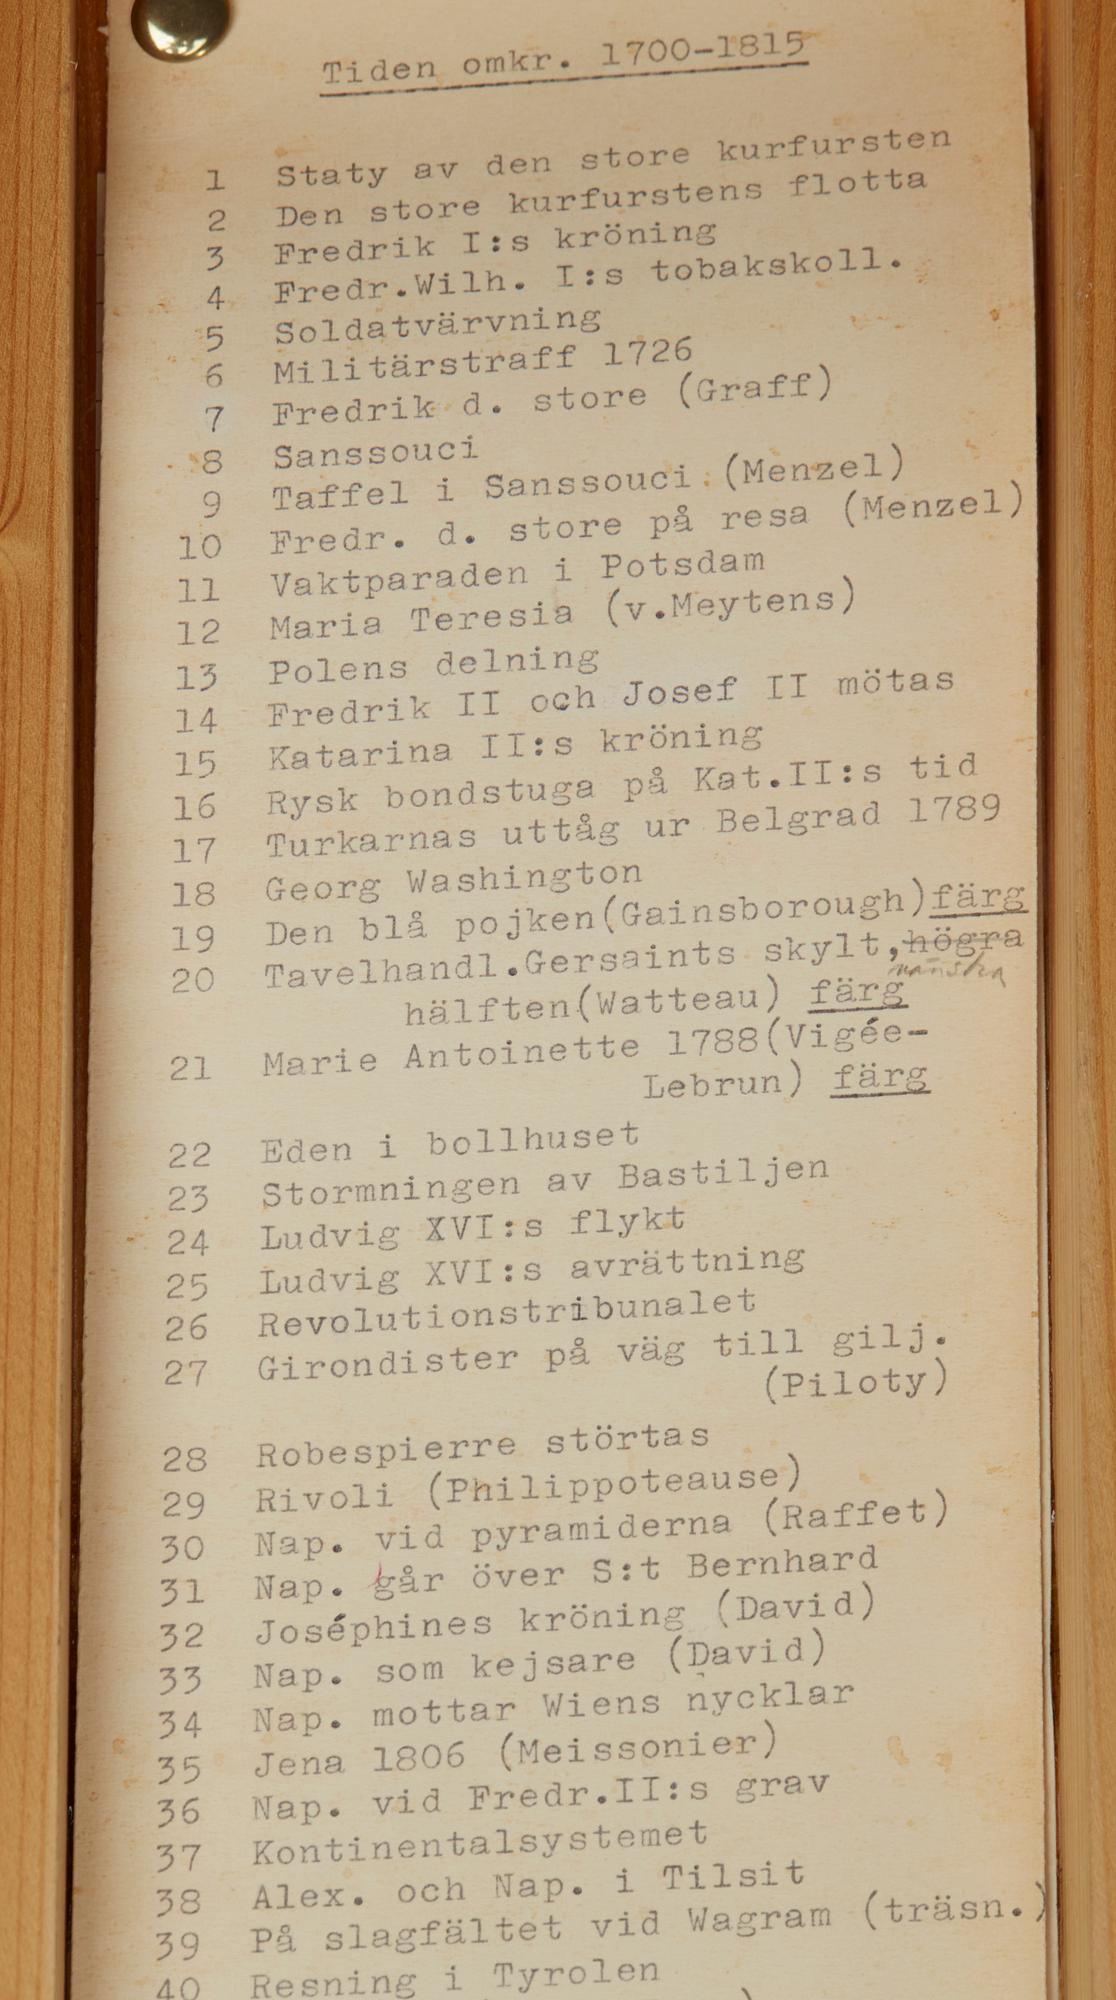 Tiden omkr. 1700-1815
1 Staty av den store kurfursten
2 Den store kurfurstens flotta
3 Fredrik I:s kröning
4 Fredr.Wilh. I:s tobakskoll.
5 Soldatvärvning
6 Militärstraff 1726
7 Fredrik d. store (Graff)
8 Sanssouci
9 Taffel i Sanssouci (Menzel)
10 Fredr. d. store på resa (Menzel)
11 Vaktparaden i Potsdam
12 Maria Teresia (v.Meytens)
13 Polens delning
14 Fredrik II och Josef II mötas
15 Katarina II:s kröning
16 Rysk bondstuga på Kat.II:s tid
17 Turkarnas uttåg ur Belgrad 1789
18 Georg Washington
19 Den blå pojken(Gainsborough)färg
20 Tavelhandl.Gersaints skylt,högra
vänstra
hälften(Watteau) färg
21 Marie Antoinette 1788(Vigée-
Lebrun) färg
22 Eden i bollhuset
23 Stormningen av Bastiljen
24 Ludvig XVI:s flykt
25 Ludvig XVI:s avrättning
26 Revolutionstribunalet
27 Girondister på väg till gilj.
(Piloty)
28 Robespierre störtas
29 Rivoli (Philippoteause)
30 Nap. vid pyramiderna (Raffet)
31 Nap. går över S:t Bernhard
32 Joséphines kröning (David)
33 Nap. som kejsare (David)
34 Nap. mottar Wiens nycklar
35 Jena 1806 (Meissonier)
36 Nap. vid Fredr.II:s grav
37 Kontinentalsystemet
38 Alex. och Nap. i Tilsit
39 På slagfältet vid Wagram (träsn.)
40 Resning i Tyrolen